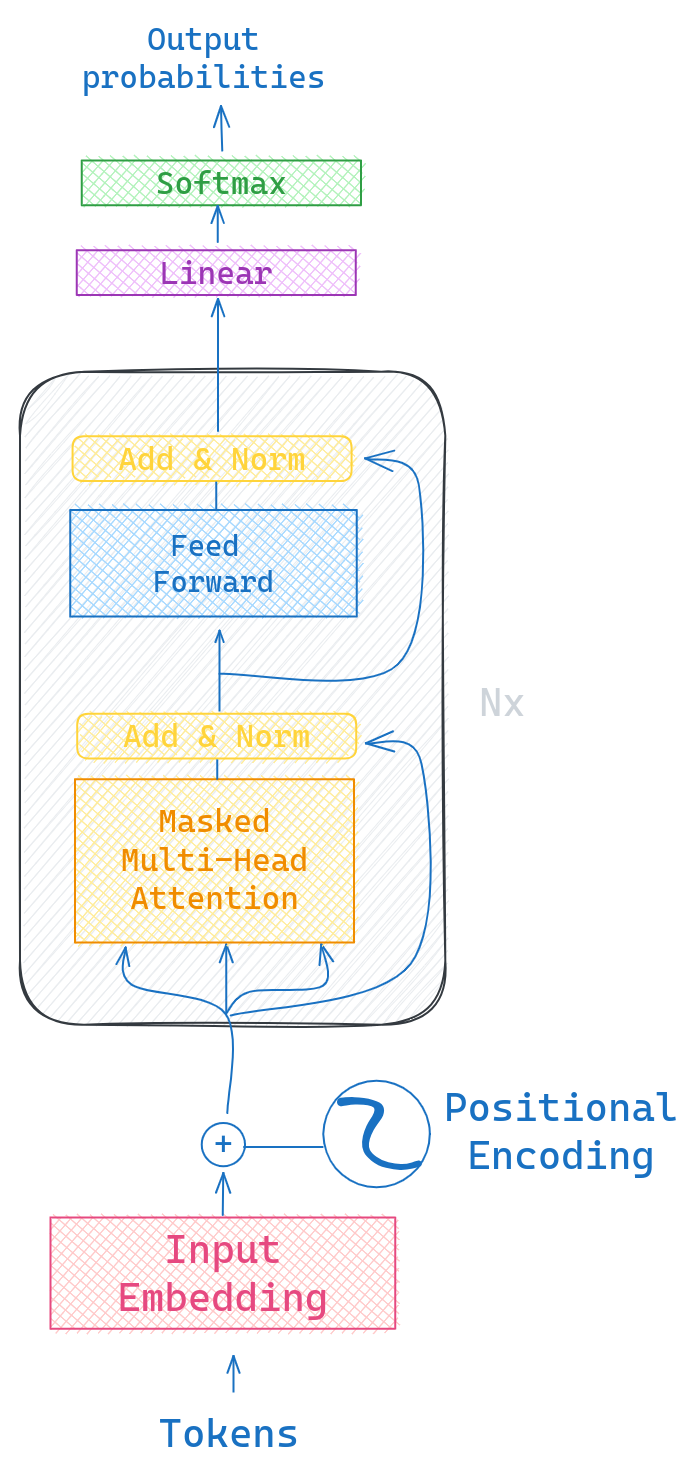 Output
probabilities
Softmax
Linear
Add & Norm
Feed
Forward
Nx
Add & Norm
Masked
Multi-Head
Attention
+
Positional
Encoding
Input
Embedding
Tokens